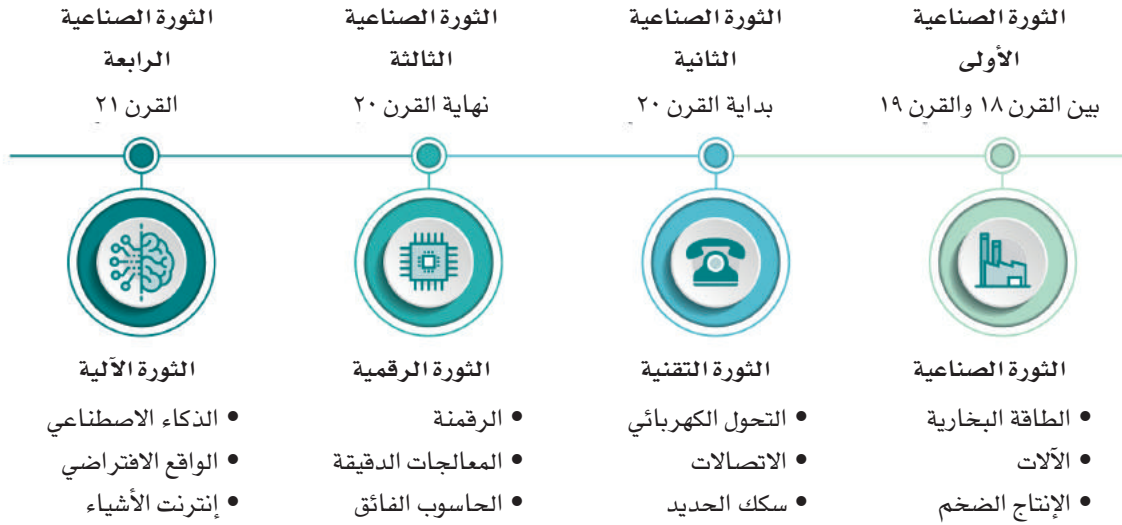 الثورة الصناعية
الأولى
بين القرن ١٨ والقرن ١٩
الثورة الصناعية
• الطاقة البخارية
• الآلات
• الإنتاج الضخم
الثورة الصناعية
الثانية
بداية القرن ٢٠
الثورة التقنية
• التحول الكهربائي
• الاتصالات
• سكك الحديد
الثورة الصناعية
الثالثة
نهاية القرن ٢٠
الثورة الرقمية
• الرقمنة
• المعالجات الدقيقة
• الحاسوب الفائق
الثورة الصناعية
الرابعة
القرن ٢١
الثورة الآلية
• الذكاء الاصطناعي
• الواقع الافتراضي
• إنترنت الأشياء